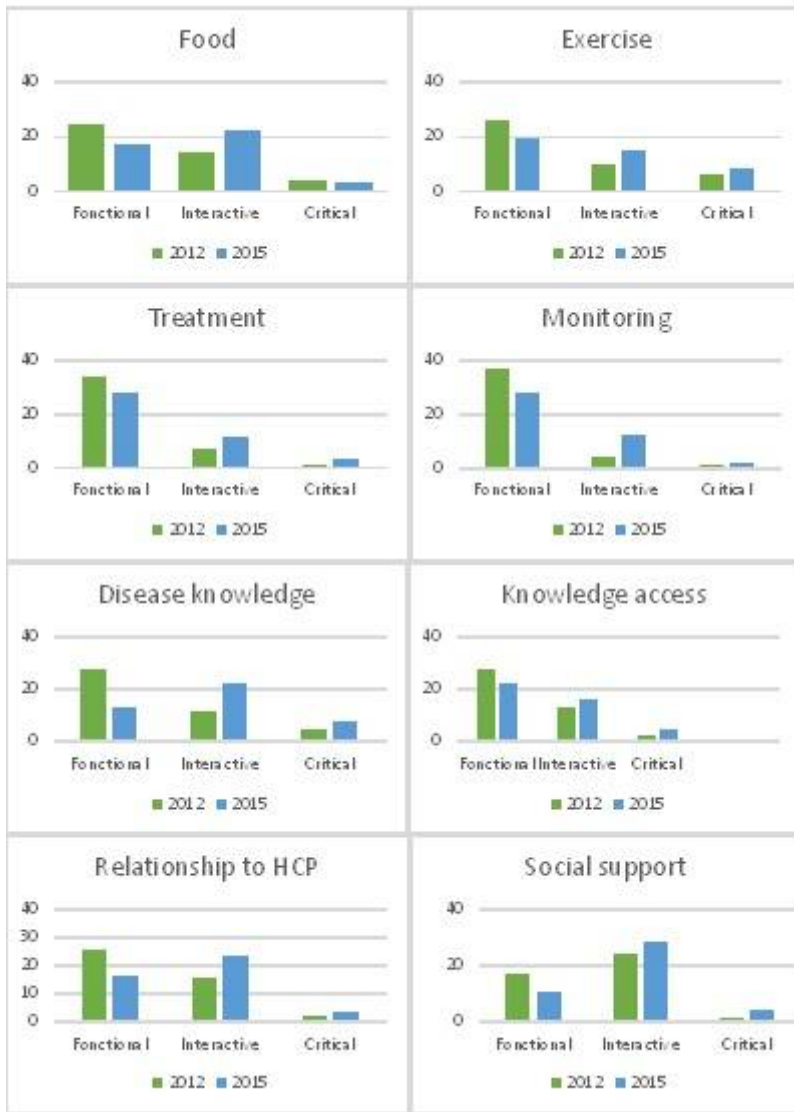 Food
40
20
0
Fonctional Interactive Critical
2012 2015
Exercise
40
20
0
Fonctional Interactive Critical
2012 2015
Treatment
40
20
0
Fonctional Interactive Critical
2012 2015
Monitoring
40
20
0
Fonctional Interactive Critical
2012 2015
Disease knowledge
40
20
0
Fonctional Interactive Critical
2012 2015
Knowledge access
40
20
0
Fonctional Interactive Critical
2012 2015
Relationship to HCP
40
30
20
10
0
Fonctional Interactive Critical
2012 2015
Social support
40
20
0
Fonctional Interactive Critical
2012 2015